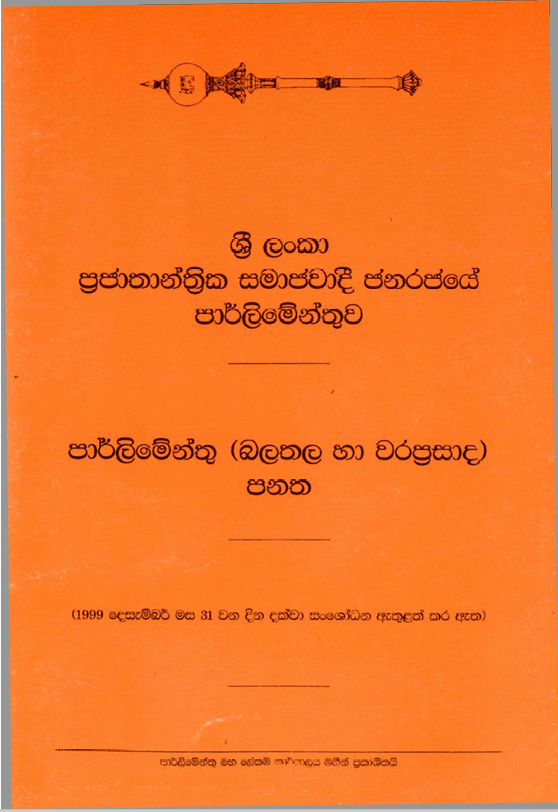 ශ්‍රී ලංකා
ප්‍රජාතාන්ත්‍රික සමාජවාදී ජනරජයේ
පාර්ලිමේන්තුව
පාර්ලිමේන්තු (බලතල හා වරප්‍රසාද)
පනත
(1999 දෙසැම්බර් මස 31 වන දින දක්වා සංශෝධන ඇතුළත් කර ඇත)
පාර්ලිමේන්තු මහ ලේකම් කාර්යාලය මගින් ප්‍රකාශිතයි